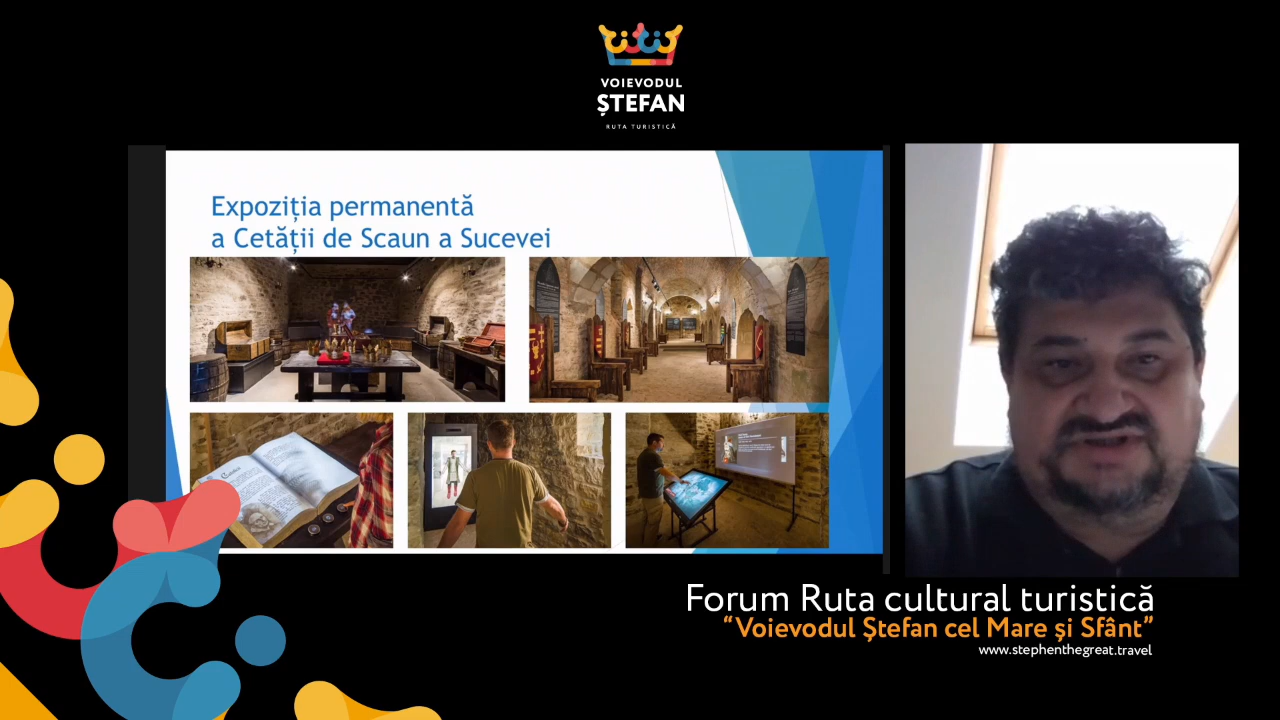 VOIEVODUL
ȘTEFAN
RUTA TURISTICĂ
Expoziția permanentă
a Cetății de Scaun a Sucevei
Forum Ruta cultural turistică
“Voievodul Ștefan cel Mare și Sfânt”
www.stephenthegreat.travel